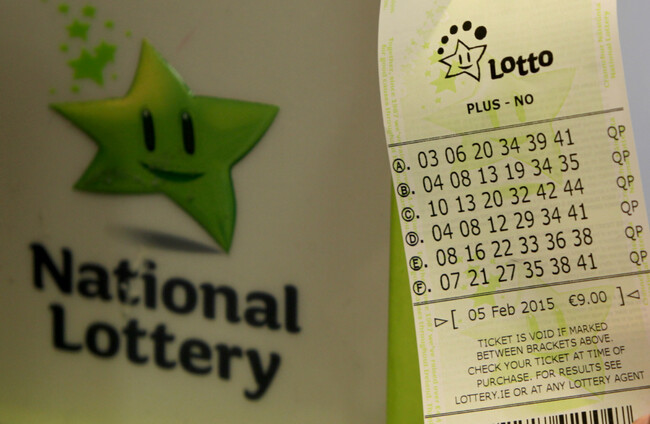 National
Lottery
Lotto
PLUS - NO
A. 03 06 20 34 39 41 QP
B. 04 08 13 19 34 35 QP
C. 10 13 20 32 42 44 QP
D. 04 08 12 29 34 41 QP
E. 08 16 22 33 36 38 QP
F. 07 21 27 35 38 41 QP
[ 05 Feb 2015 €9.00 ]
TICKET IS VOID IF MARKED
BETWEEN BRACKETS ABOVE.
CHECK YOUR TICKET AT TIME OF
PURCHASE. FOR RESULTS SEE
LOTTERY.IE OR AT ANY LOTTERY AGENT